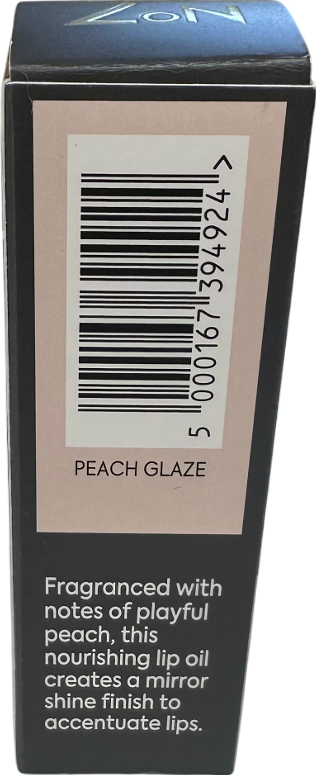 5 000167 394924 >
PEACH GLAZE
Fragranced with
notes of playful
peach, this
nourishing lip oil
creates a mirror
shine finish to
accentuate lips.